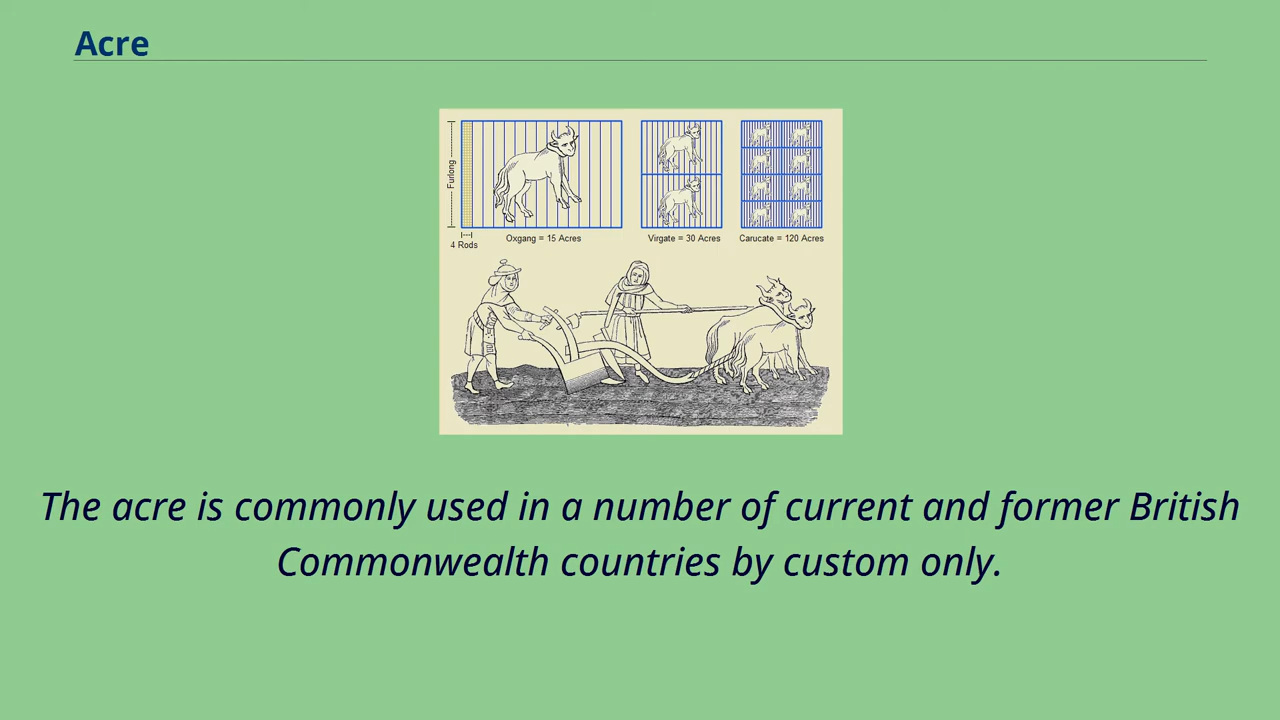 Acre
Furlong
4 Rods
Oxgang = 15 Acres
Virgate = 30 Acres
Carucate = 120 Acres
The acre is commonly used in a number of current and former British
Commonwealth countries by custom only.